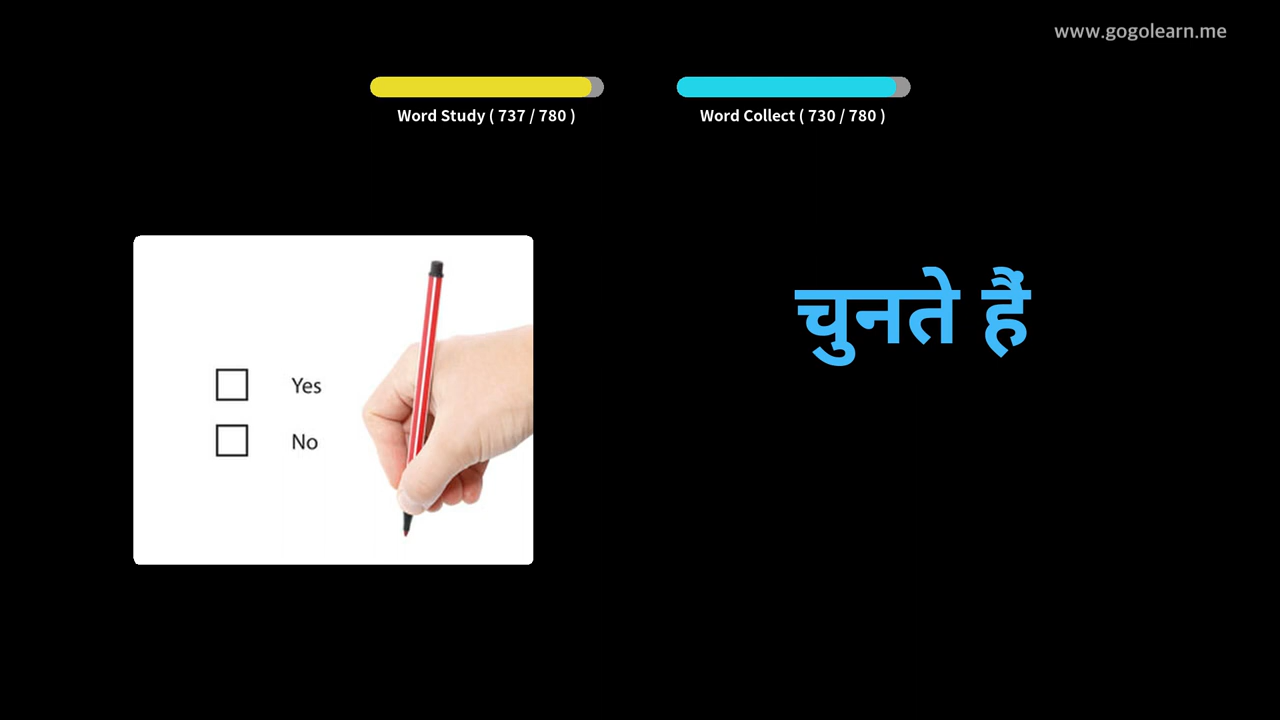 www.gogolearn.me
Word Study ( 737 / 780 )
Word Collect ( 730 / 780 )
चुनते हैं
Yes
No